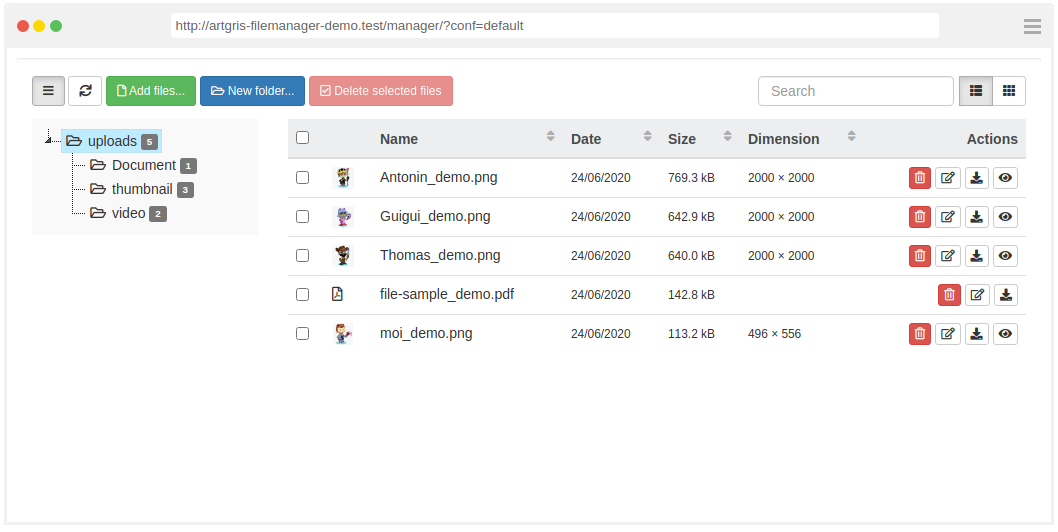 http://artgris-filemanager-demo.test/manager/?conf=default
Add files... New folder... Delete selected files Search
uploads 5
Document 1
thumbnail 3
video 2
Name Date Size Dimension Actions
Antonin_demo.png 24/06/2020 769.3 kB 2000 × 2000
Guigui_demo.png 24/06/2020 642.9 kB 2000 × 2000
Thomas_demo.png 24/06/2020 640.0 kB 2000 × 2000
file-sample_demo.pdf 24/06/2020 142.8 kB
moi_demo.png 24/06/2020 113.2 kB 496 × 556